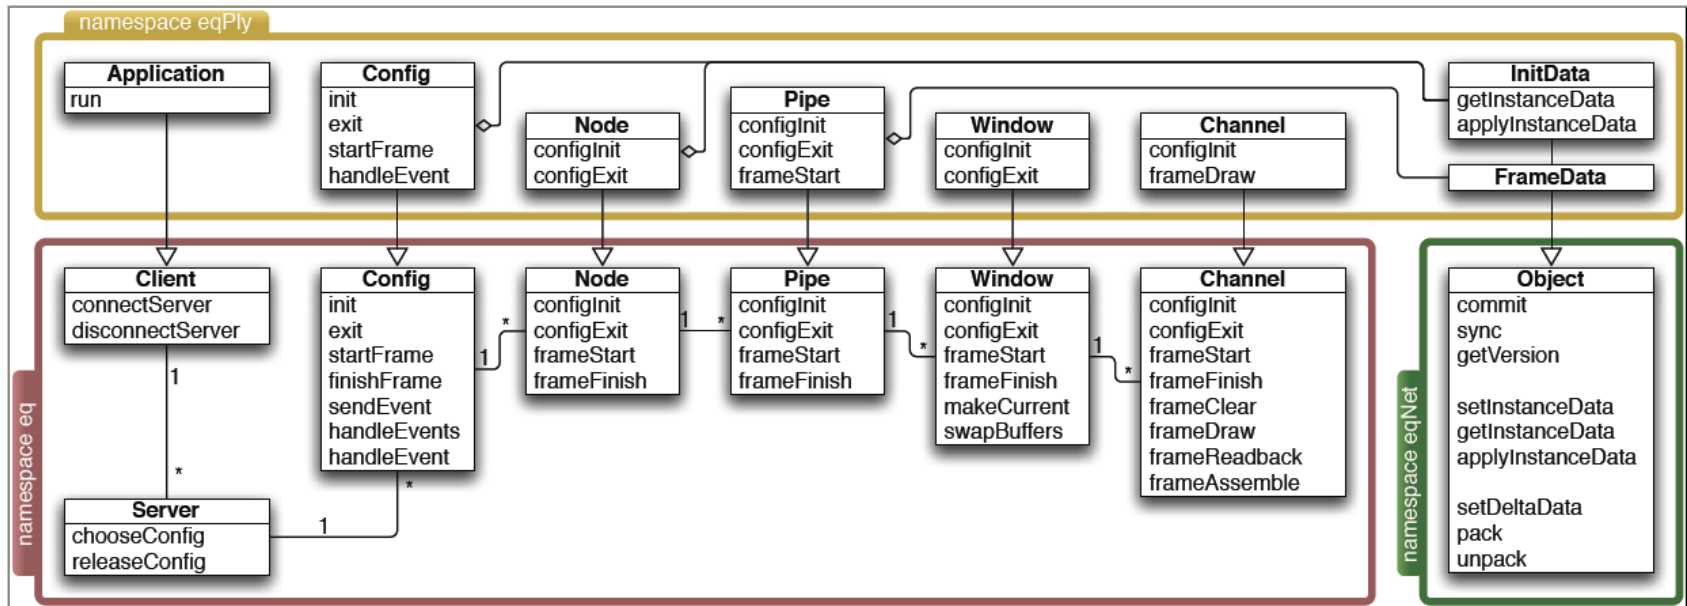 namespace eqPly
Application
run
Config
init
exit
startFrame
handleEvent
Node
configInit
configExit
Pipe
configInit
configExit
frameStart
Window
configInit
configExit
Channel
configInit
frameDraw
InitData
getInstanceData
applyInstanceData
FrameData
namespace eq
Client
connectServer
disconnectServer
1
*
Server
chooseConfig
releaseConfig
1
*
Config
init
exit
startFrame
finishFrame
sendEvent
handleEvents
handleEvent
1
*
Node
configInit
configExit
frameStart
frameFinish
1
*
Pipe
configInit
configExit
frameStart
frameFinish
1
*
Window
configInit
configExit
frameStart
frameFinish
makeCurrent
swapBuffers
1
*
Channel
configInit
configExit
frameStart
frameFinish
frameClear
frameDraw
frameReadback
frameAssemble
namespace eqNet
Object
commit
sync
getVersion
setInstanceData
getInstanceData
applyInstanceData
setDeltaData
pack
unpack